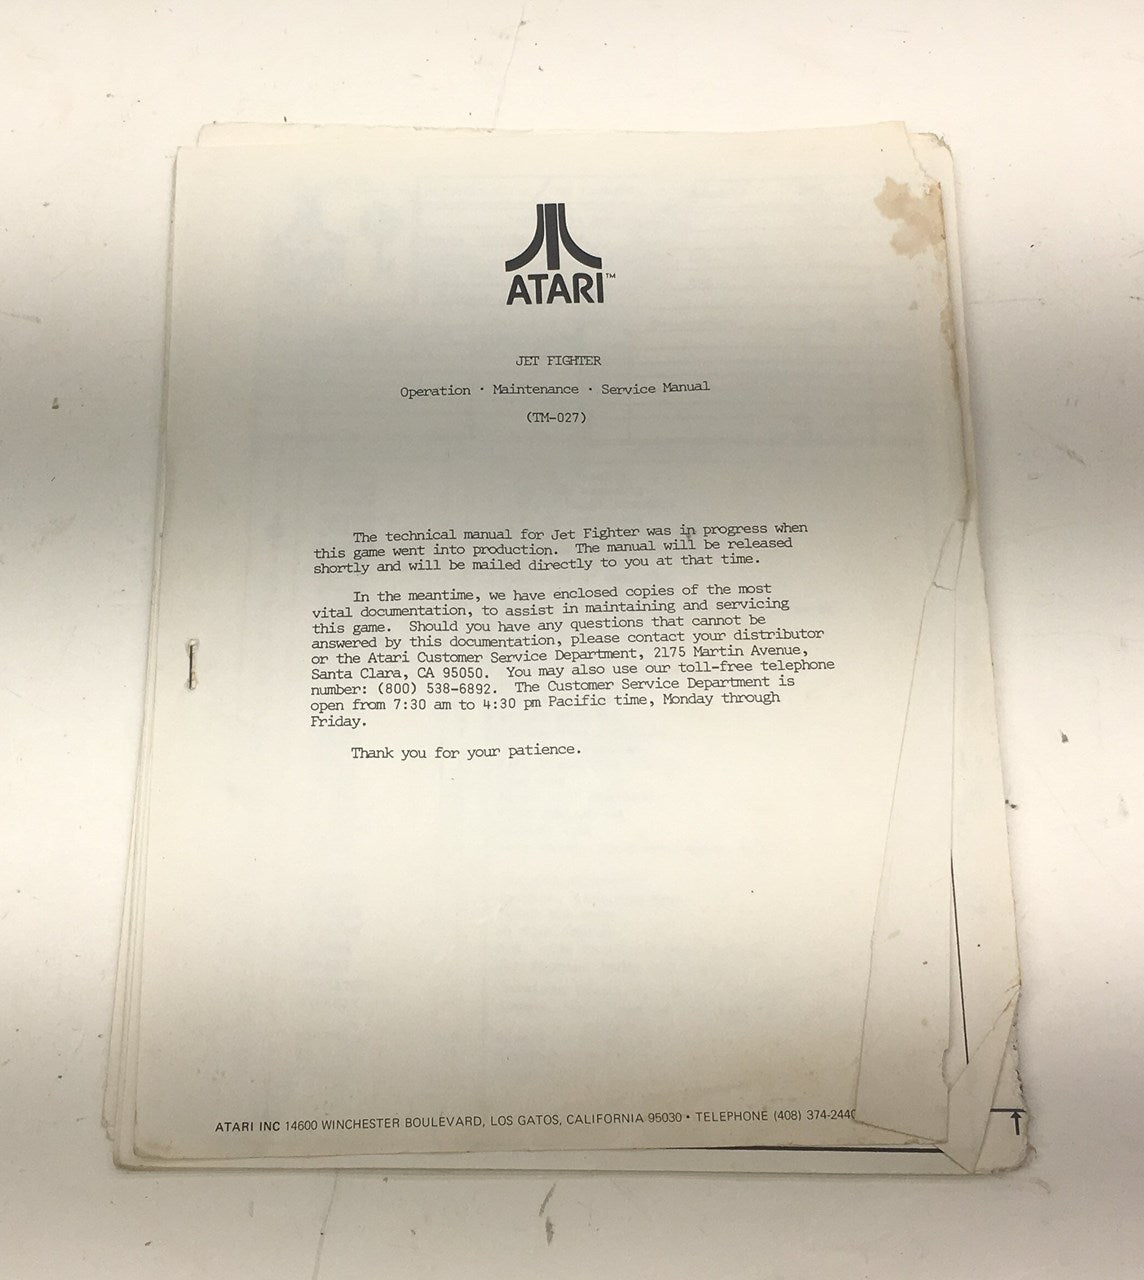 ATARI™
JET FIGHTER
Operation · Maintenance · Service Manual
(TM-027)
The technical manual for Jet Fighter was in progress when
this game went into production. The manual will be released
shortly and will be mailed directly to you at that time.
In the meantime, we have enclosed copies of the most
vital documentation, to assist in maintaining and servicing
this game. Should you have any questions that cannot be
answered by this documentation, please contact your distributor
or the Atari Customer Service Department, 2175 Martin Avenue,
Santa Clara, CA 95050. You may also use our toll-free telephone
number: (800) 538-6892. The Customer Service Department is
open from 7:30 am to 4:30 pm Pacific time, Monday through
Friday.
Thank you for your patience.
ATARI INC 14600 WINCHESTER BOULEVARD, LOS GATOS, CALIFORNIA 95030 • TELEPHONE (408) 374-2440